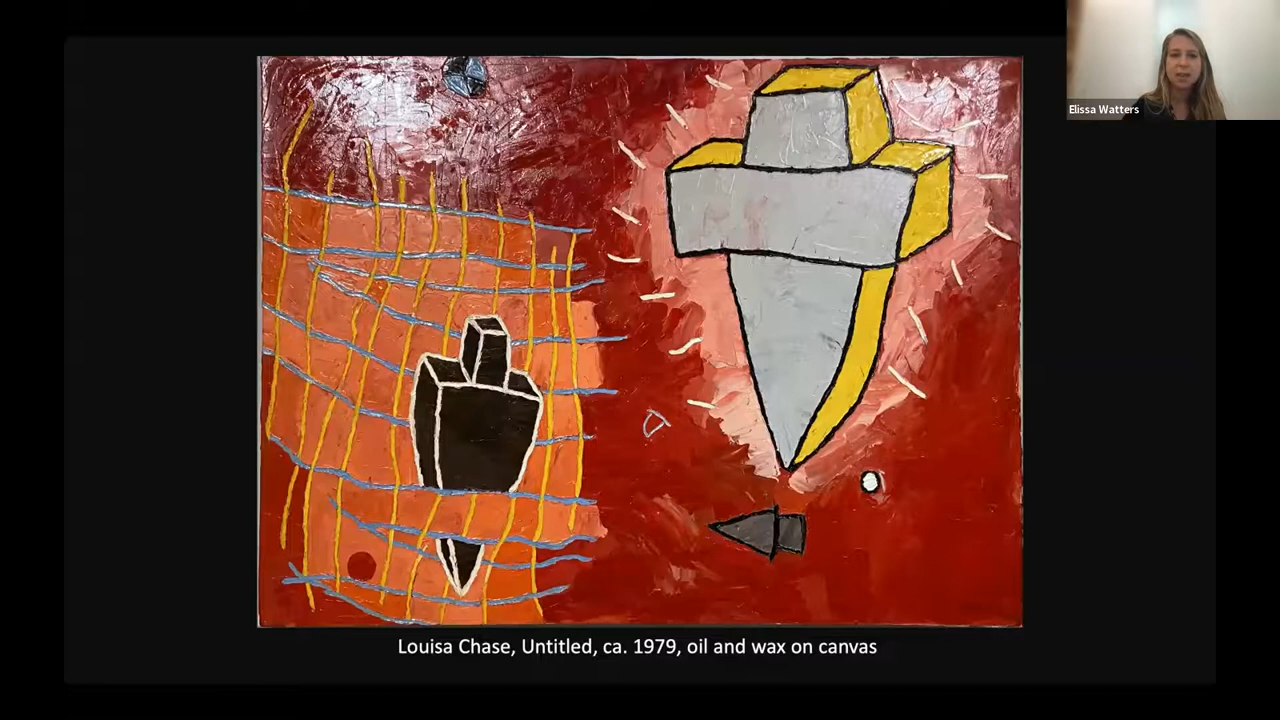 Elissa Watters
Louisa Chase, Untitled, ca. 1979, oil and wax on canvas